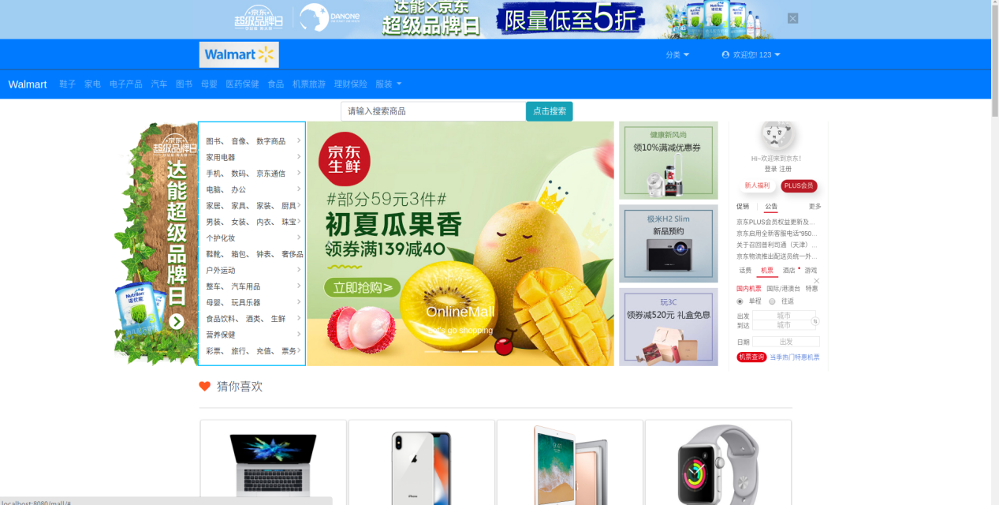 京东
超级品牌日
DANONE
达能×京东
超级品牌日
限量低至5折
Walmart
分类
欢迎您! 123
Walmart
鞋子
家电
电子产品
汽车
图书
母婴
医药保健
食品
机票旅游
理财保险
服装
请输入搜索商品
点击搜索
京东
超级品牌日
达能超级品牌日
Nutrilon
诺优能
图书、 音像、 数字商品
家用电器
手机、 数码、 京东通信
电脑、 办公
家居、 家具、 家装、 厨具
男装、 女装、 内衣、 珠宝
个护化妆
鞋靴、 箱包、 钟表、 奢侈品
户外运动
整车、 汽车用品
母婴、 玩具乐器
食品饮料、 酒类、 生鲜
营养保健
彩票、 旅行、 充值、 票务
京东
生鲜
#部分59元3件#
初夏瓜果香
领券满139减40
立即抢购
OnlineMall
Let's go shopping
健康新风尚
领10%满减优惠券
极米H2 Slim
新品预约
玩3C
领券减520元 礼盒免息
Hi~欢迎来到京东！
登录 注册
新人福利
PLUS会员
促销
公告
更多
京东PLUS会员权益更新及...
京东启用全新客服电话“950...
关于召回普利司通（天津）...
京东物流推出配送员统一外...
话费
机票
酒店
游戏
国内机票
国际/港澳台
特惠
单程
往返
出发
城市
到达
城市
日期
出发
机票查询
当季热门特惠机票
猜你喜欢
9:41
iPhone
localhost:8080/mall/#